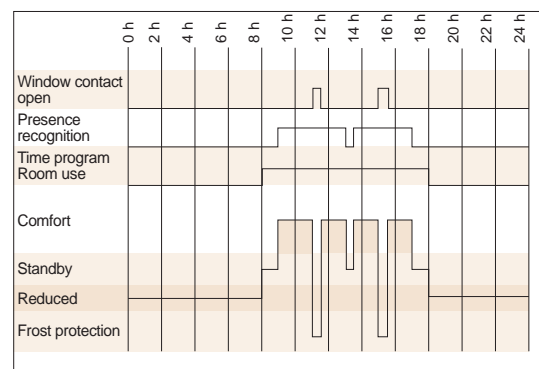 0 h
2 h
4 h
6 h
8 h
10 h
12 h
14 h
16 h
18 h
20 h
22 h
24 h
Window contact
open
Presence
recognition
Time program
Room use
Comfort
Standby
Reduced
Frost protection